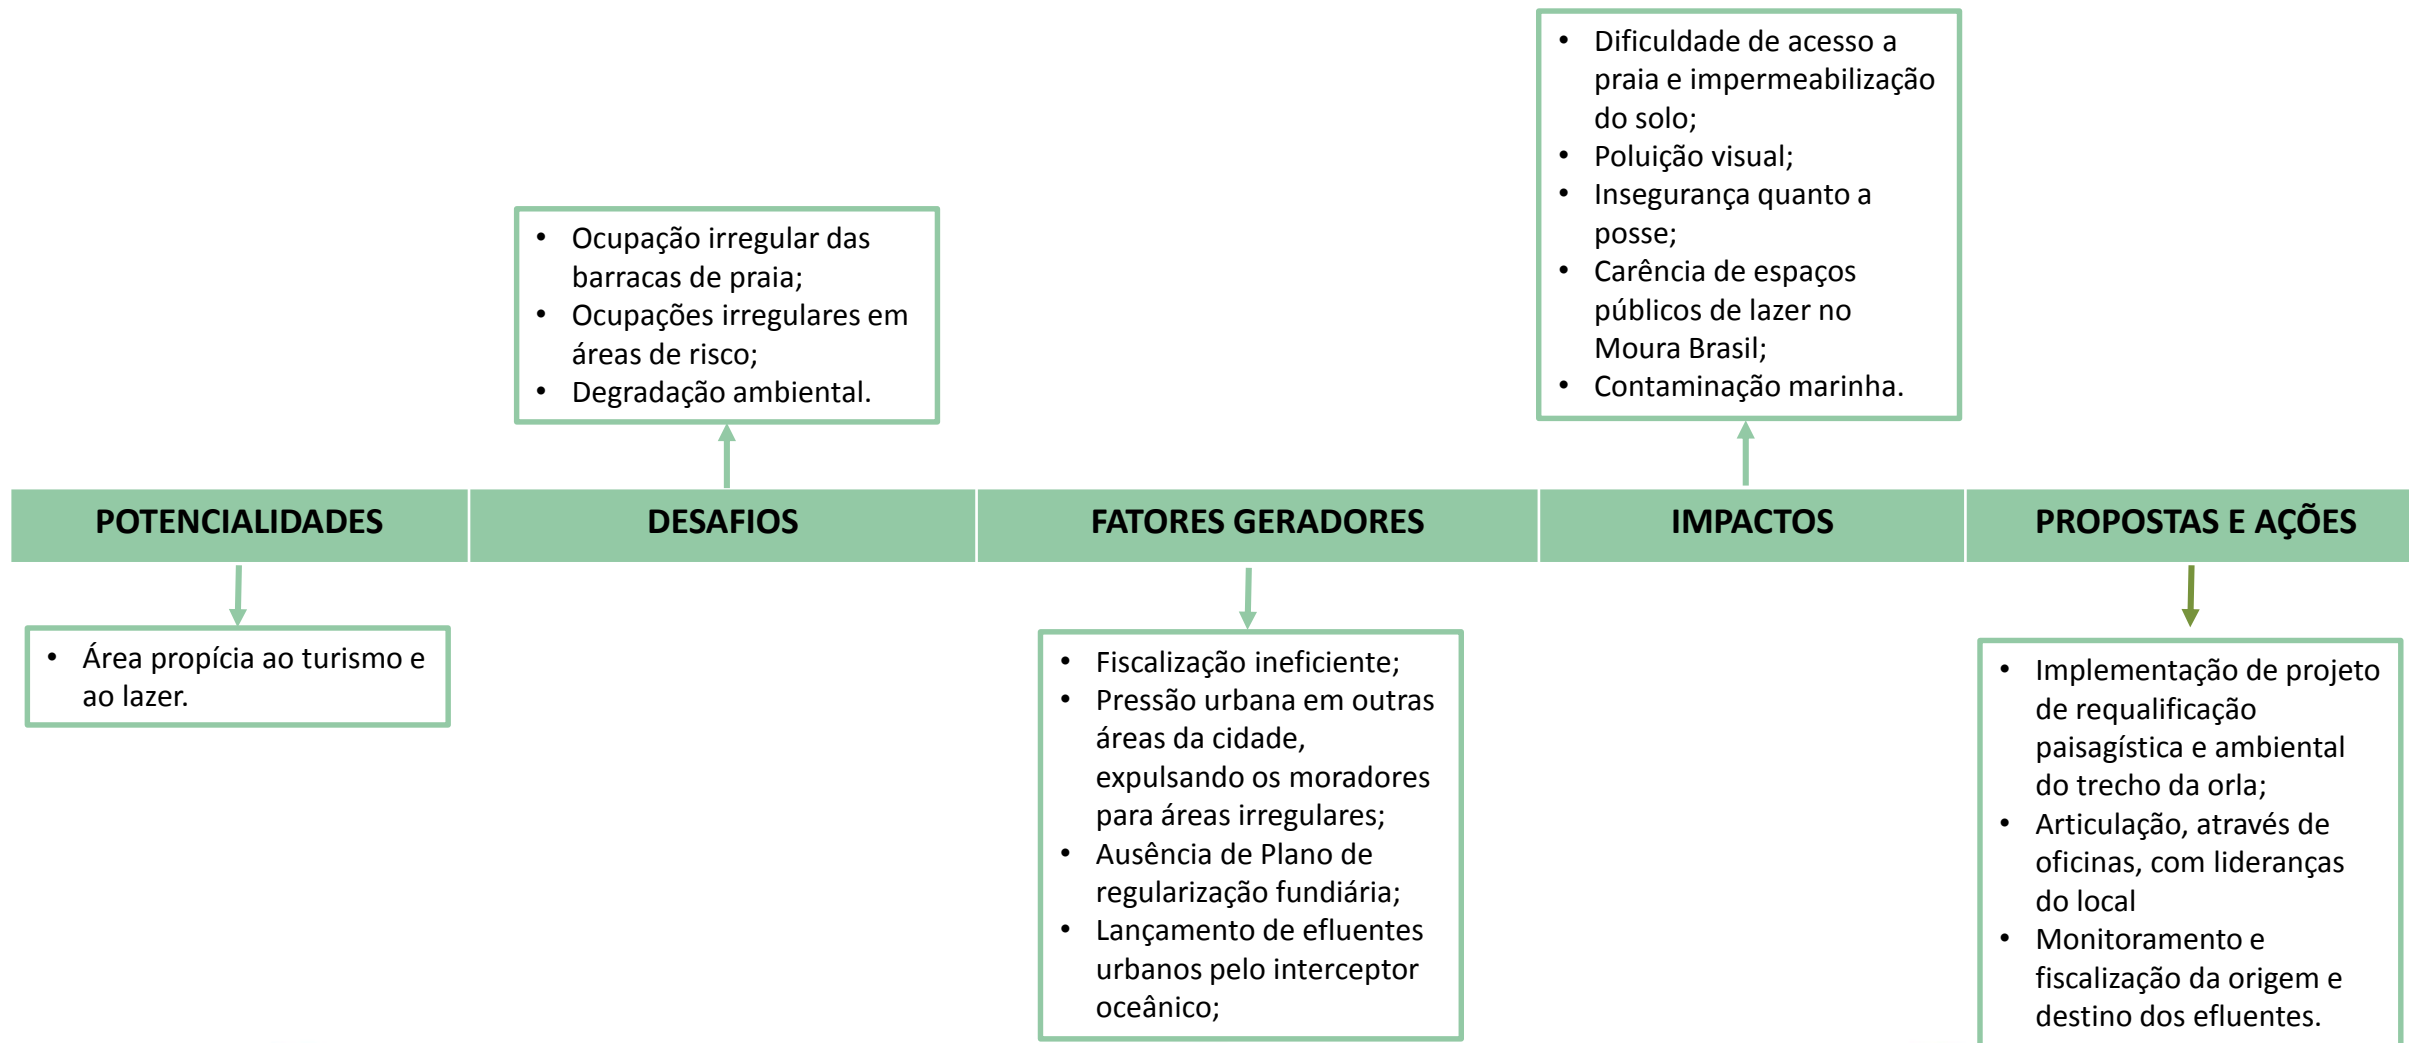 • Dificuldade de acesso a
praia e impermeabilização
do solo;
• Poluição visual;
• Insegurança quanto a
posse;
• Carência de espaços
públicos de lazer no
Moura Brasil;
• Contaminação marinha.
• Ocupação irregular das
barracas de praia;
• Ocupações irregulares em
áreas de risco;
• Degradação ambiental.
POTENCIALIDADES
DESAFIOS
FATORES GERADORES
IMPACTOS
PROPOSTAS E AÇÕES
• Área propícia ao turismo e
ao lazer.
• Fiscalização ineficiente;
• Pressão urbana em outras
áreas da cidade,
expulsando os moradores
para áreas irregulares;
• Ausência de Plano de
regularização fundiária;
• Lançamento de efluentes
urbanos pelo interceptor
oceânico;
• Implementação de projeto
de requalificação
paisagística e ambiental
do trecho da orla;
• Articulação, através de
oficinas, com lideranças
do local
• Monitoramento e
fiscalização da origem e
destino dos efluentes.